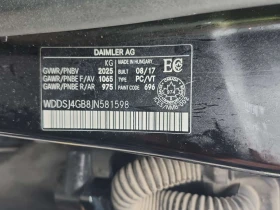 DAIMLER AG
KG
MADE IN HUNGARY
GVWR/PNBV 2025 BUILT 08/17
GAWR/PNBE F/AV 1065 TYPE PC/VT
GAWR/PNBE R/AR 975 PAINT 696
WDDSJ4GB8JN581598